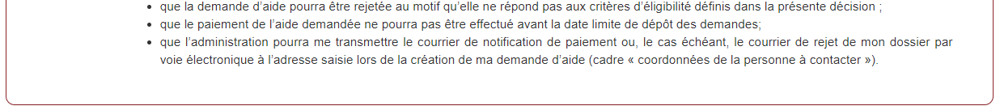 • que la demande d’aide pourra être rejetée au motif qu’elle ne répond pas aux critères d’éligibilité définis dans la présente décision ;
• que le paiement de l’aide demandée ne pourra pas être effectué avant la date limite de dépôt des demandes;
• que l’administration pourra me transmettre le courrier de notification de paiement ou, le cas échéant, le courrier de rejet de mon dossier par
voie électronique à l’adresse saisie lors de la création de ma demande d’aide (cadre « coordonnées de la personne à contacter »).